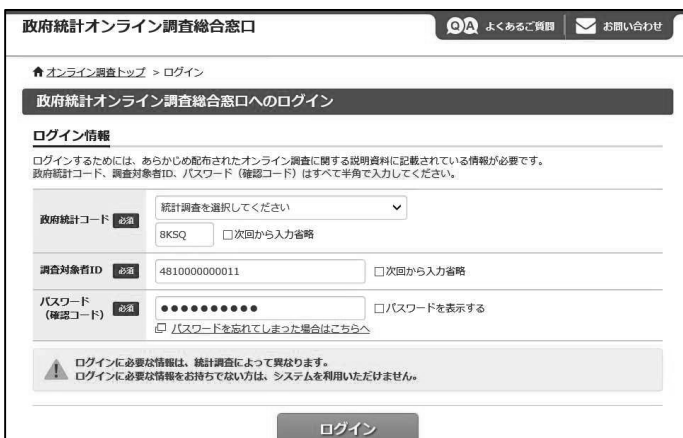 政府統計オンライン調査総合窓口
QA よくあるご質問
お問い合わせ
オンライン調査トップ > ログイン
政府統計オンライン調査総合窓口へのログイン
ログイン情報
ログインするためには、あらかじめ配布されたオンライン調査に関する説明資料に記載されている情報が必要です。
政府統計コード、調査対象者ID、パスワード（確認コード）はすべて半角で入力してください。
政府統計コード 必須
統計調査を選択してください
8KSQ □次回から入力省略
調査対象者ID 必須 4810000000011 □次回から入力省略
パスワード
（確認コード） 必須 ●●●●●●●●●● □パスワードを表示する
パスワードを忘れてしまった場合はこちらへ
ログインに必要な情報は、統計調査によって異なります。
ログインに必要な情報をお持ちでない方は、システムを利用いただけません。
ログイン